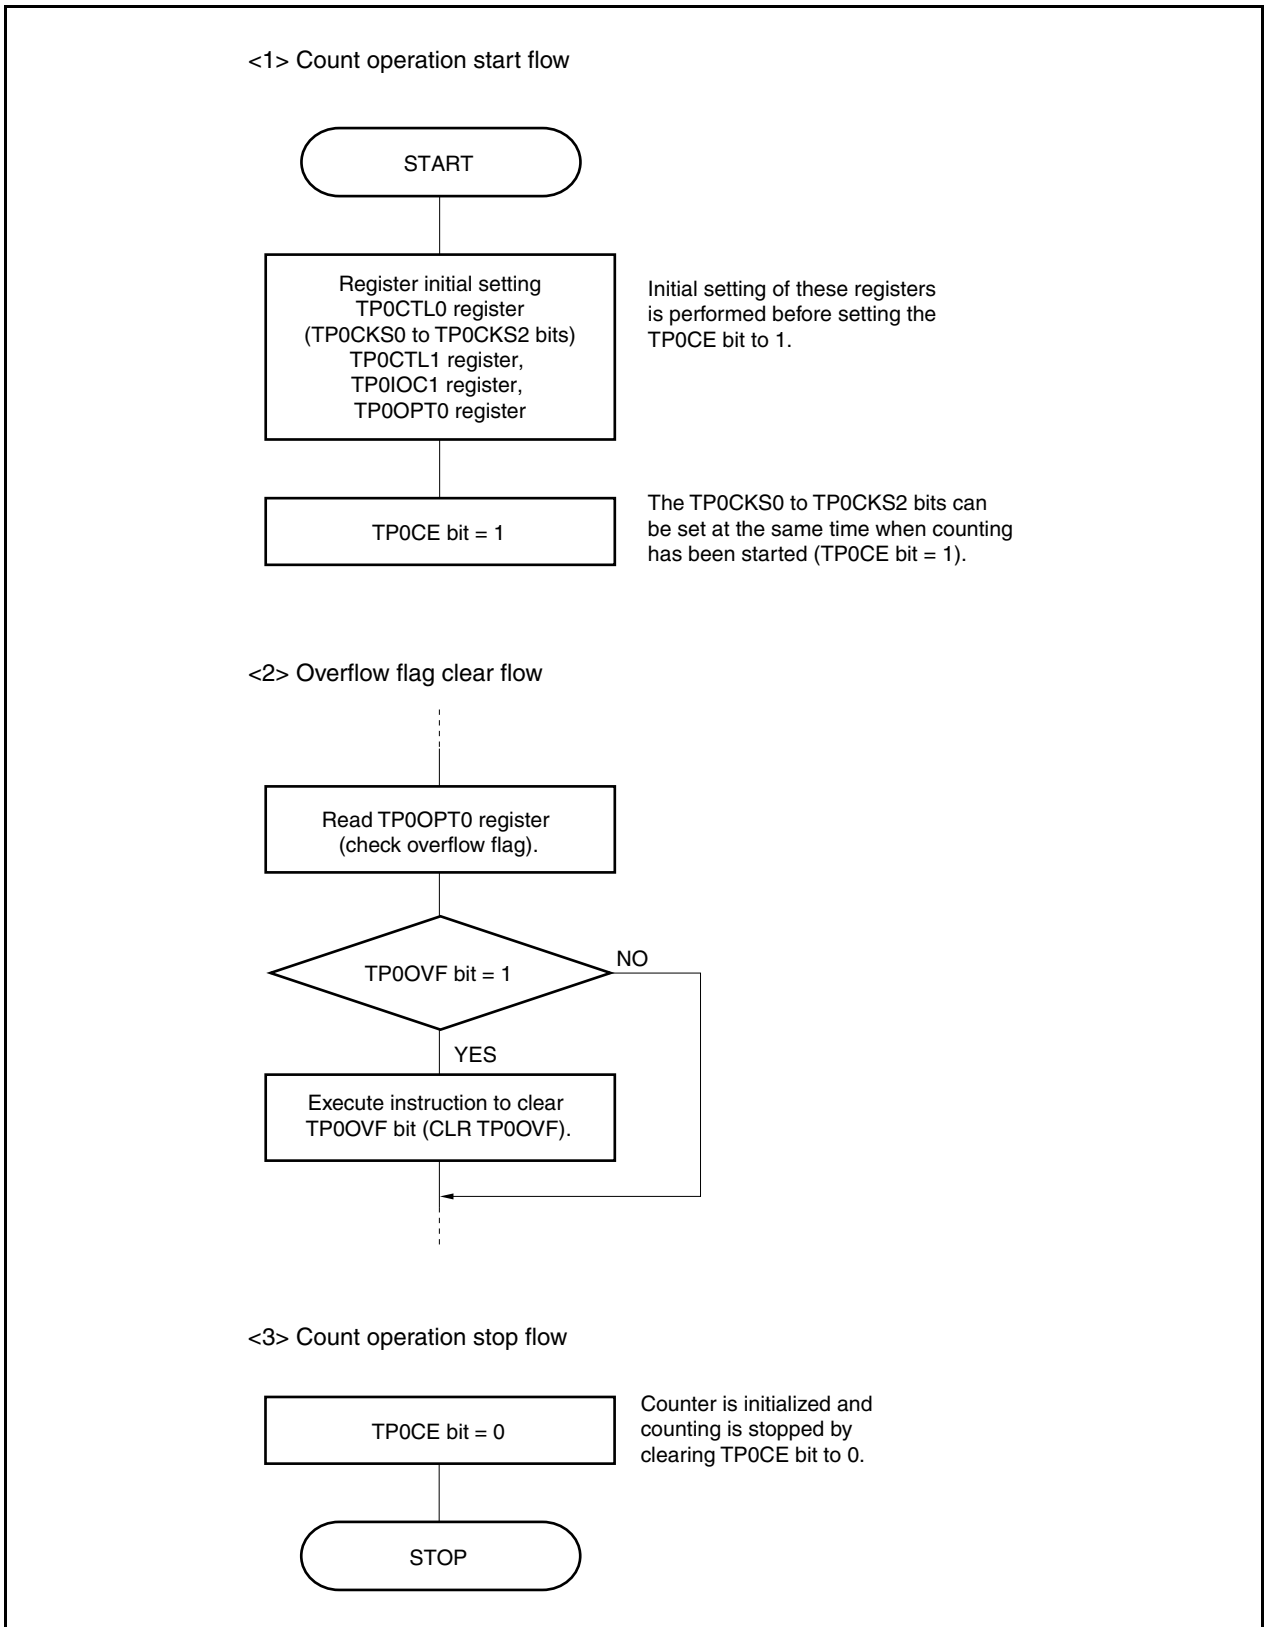 <1> Count operation start flow
START
Register initial setting
TP0CTL0 register
(TP0CKS0 to TP0CKS2 bits)
TP0CTL1 register,
TP0IOC1 register,
TP0OPT0 register
Initial setting of these registers
is performed before setting the
TP0CE bit to 1.
TP0CE bit = 1
The TP0CKS0 to TP0CKS2 bits can
be set at the same time when counting
has been started (TP0CE bit = 1).
<2> Overflow flag clear flow
Read TP0OPT0 register
(check overflow flag).
TP0OVF bit = 1
NO
YES
Execute instruction to clear
TP0OVF bit (CLR TP0OVF).
<3> Count operation stop flow
TP0CE bit = 0
Counter is initialized and
counting is stopped by
clearing TP0CE bit to 0.
STOP